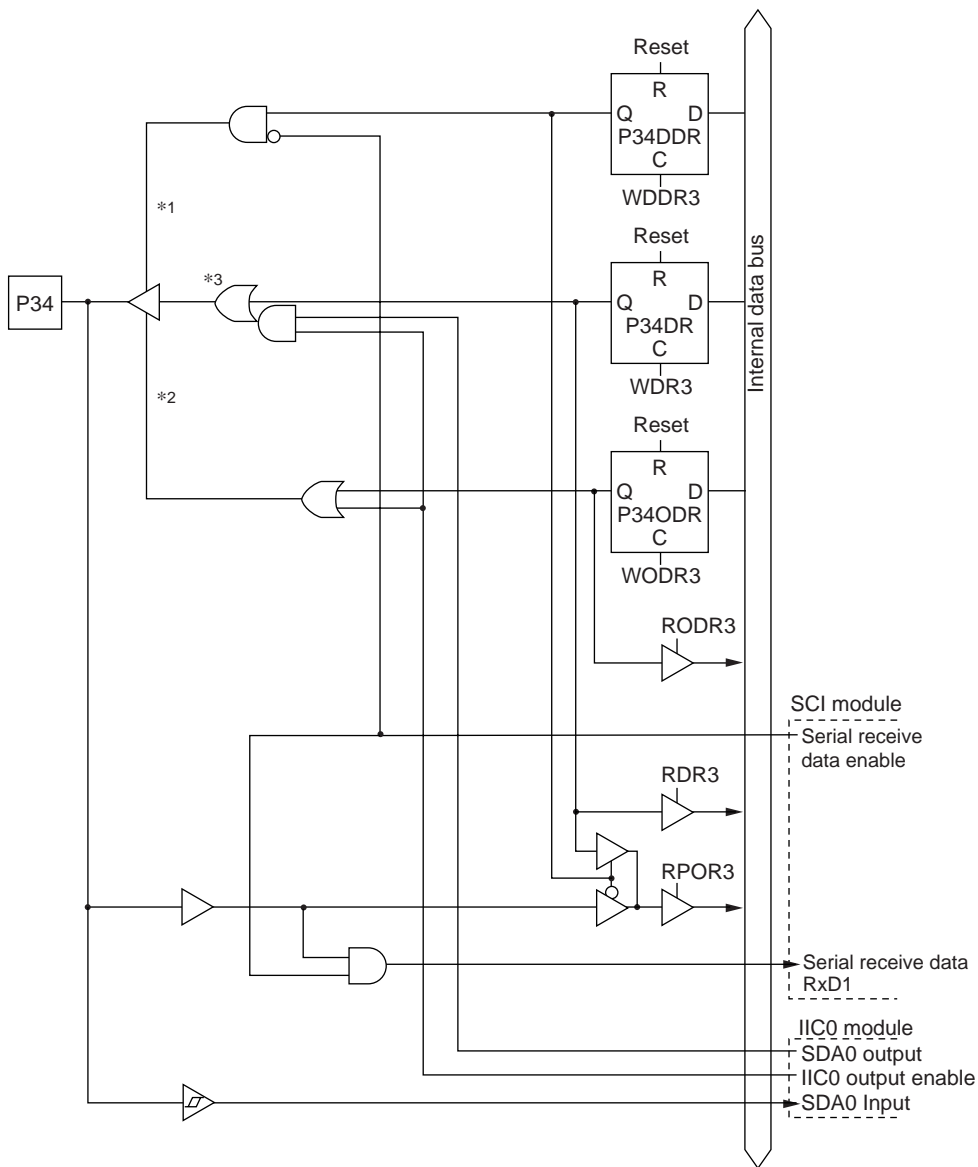 Reset
R
Q D
P34DDR
C
WDDR3
*1
Reset
R
P34
*3
Q D
P34DR
C
WDR3
*2
Reset
R
Q D
P34ODR
C
WODR3
Internal data bus
RODR3
SCI module
Serial receive
data enable
RDR3
RPOR3
Serial receive data
RxD1
IIC0 module
SDA0 output
IIC0 output enable
SDA0 Input